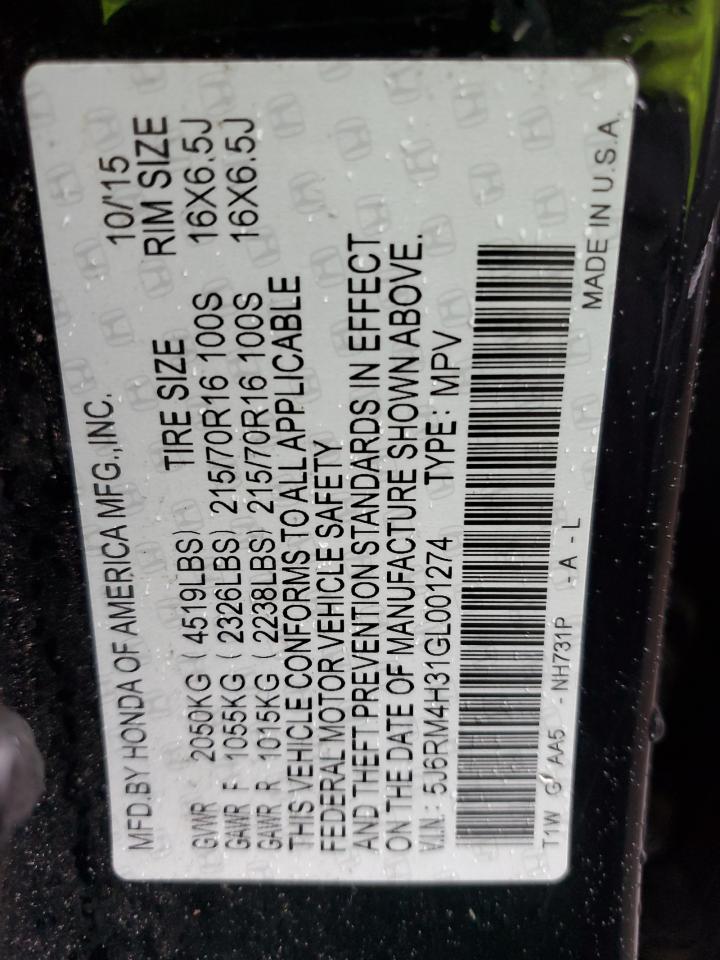 MFD.BY HONDA OF AMERICA MFG.,INC. 10/'15
TIRE SIZE RIM SIZE
GVWR 2050KG ( 4519LBS)
GAWR F 1055KG ( 2326LBS) 215/70R16 100S 16X6.5J
GAWR R 1015KG ( 2238LBS) 215/70R16 100S 16X6.5J
THIS VEHICLE CONFORMS TO ALL APPLICABLE
FEDERAL MOTOR VEHICLE SAFETY
AND THEFT PREVENTION STANDARDS IN EFFECT
ON THE DATE OF MANUFACTURE SHOWN ABOVE.
V.I.N.: 5J6RM4H31GL001274 TYPE: MPV
T1W G AA5 - NH731P - A - L
MADE IN U.S.A.